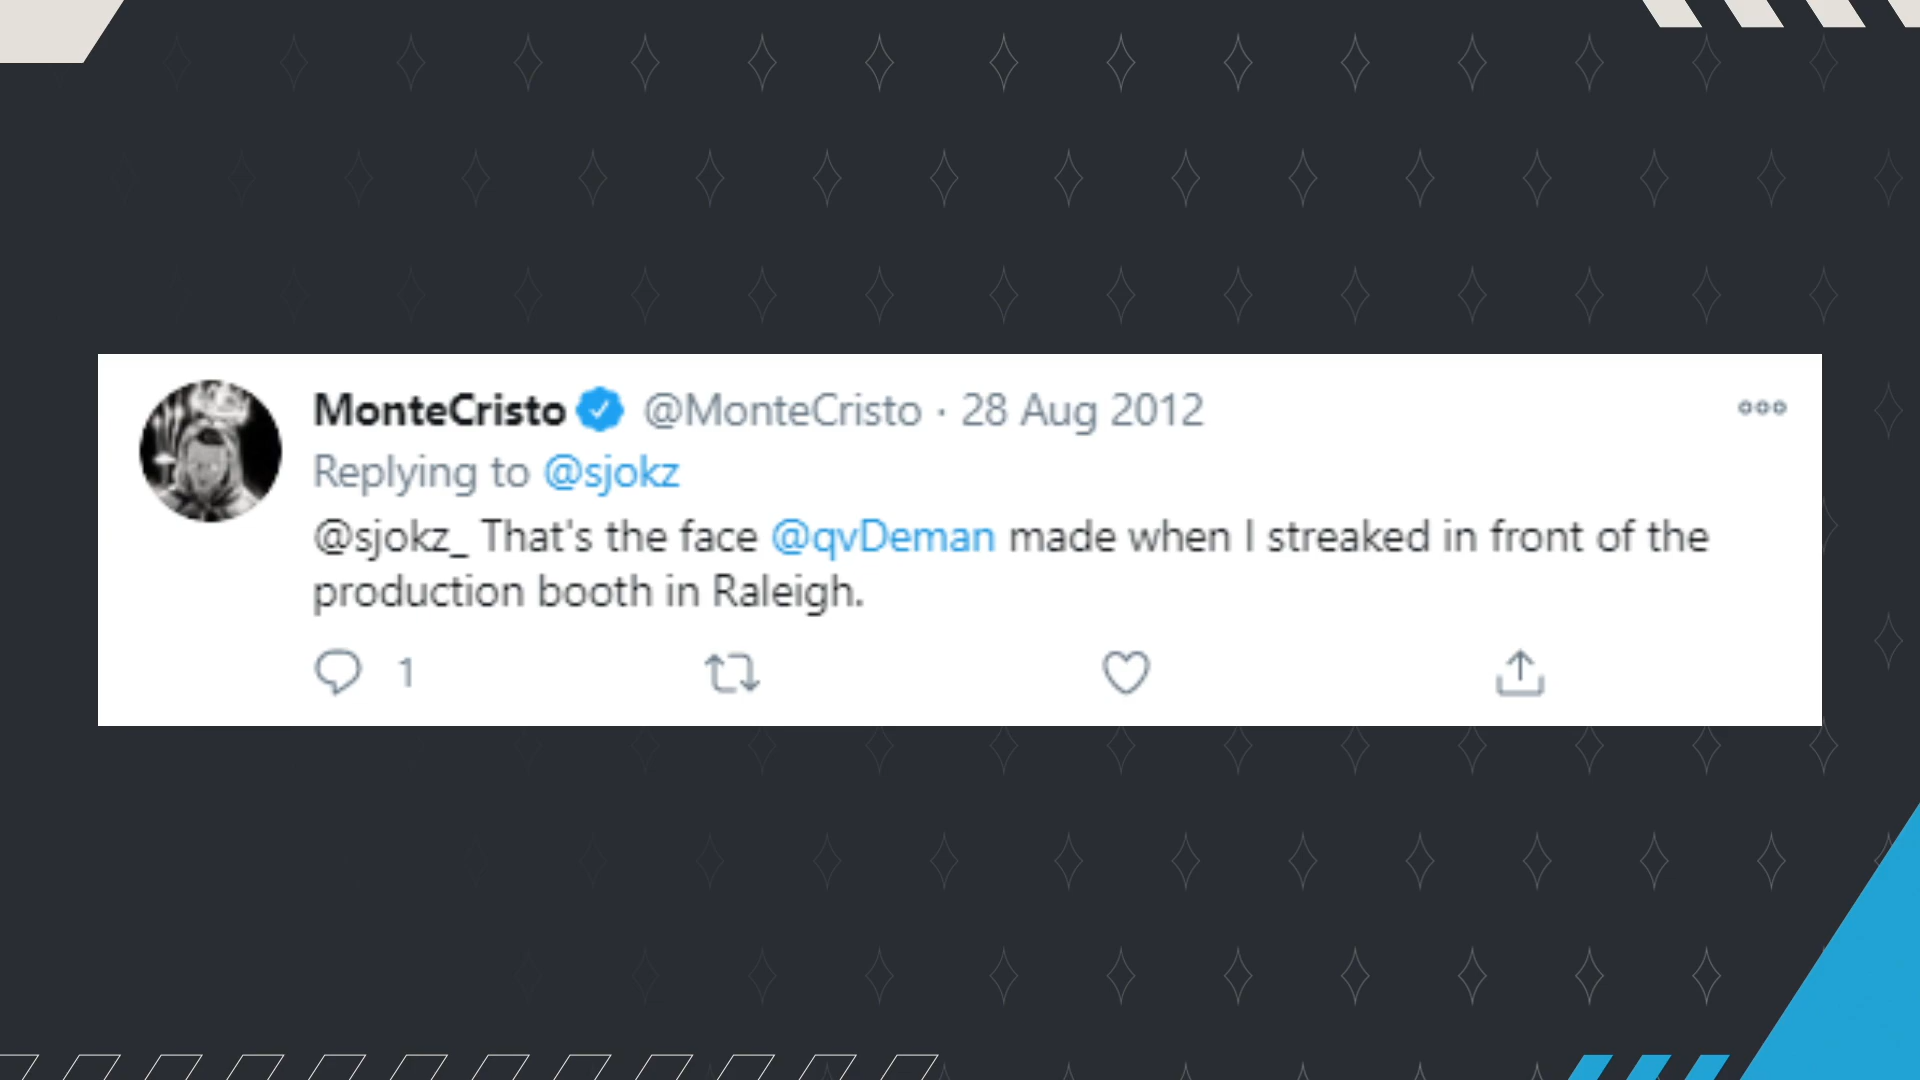 MonteCristo @MonteCristo · 28 Aug 2012
Replying to @sjokz
@sjokz_ That's the face @qvDeman made when I streaked in front of the
production booth in Raleigh.
1